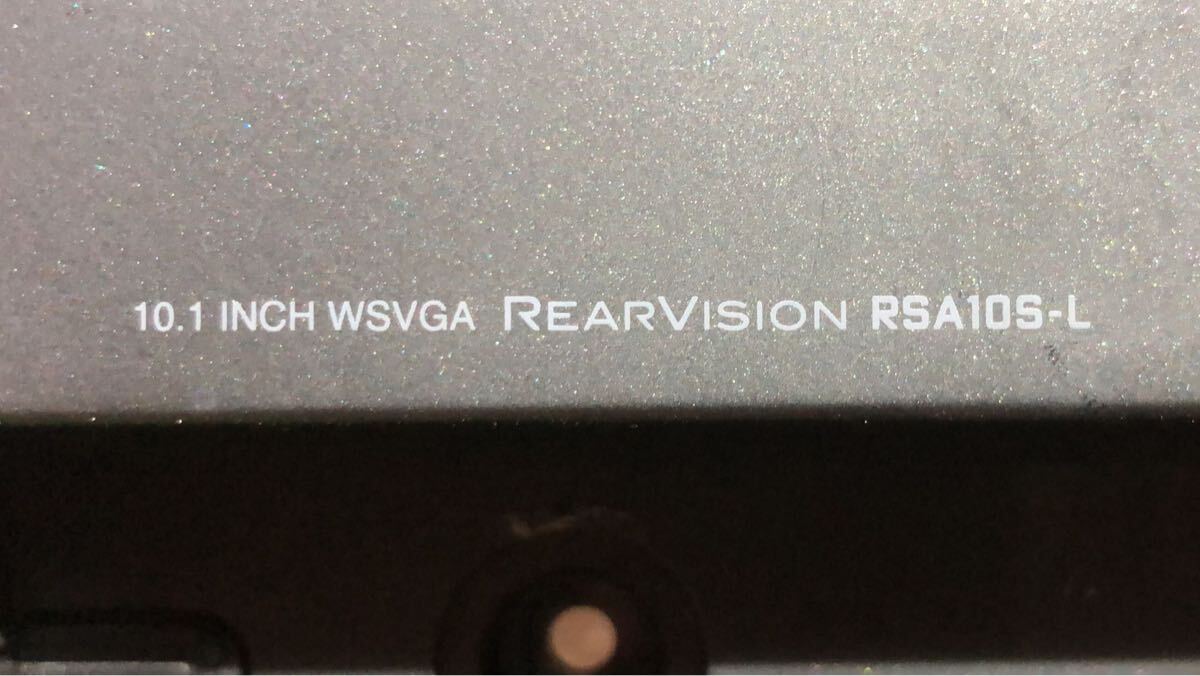 10.1 INCH WSVGA REARVISION RSA10S-L